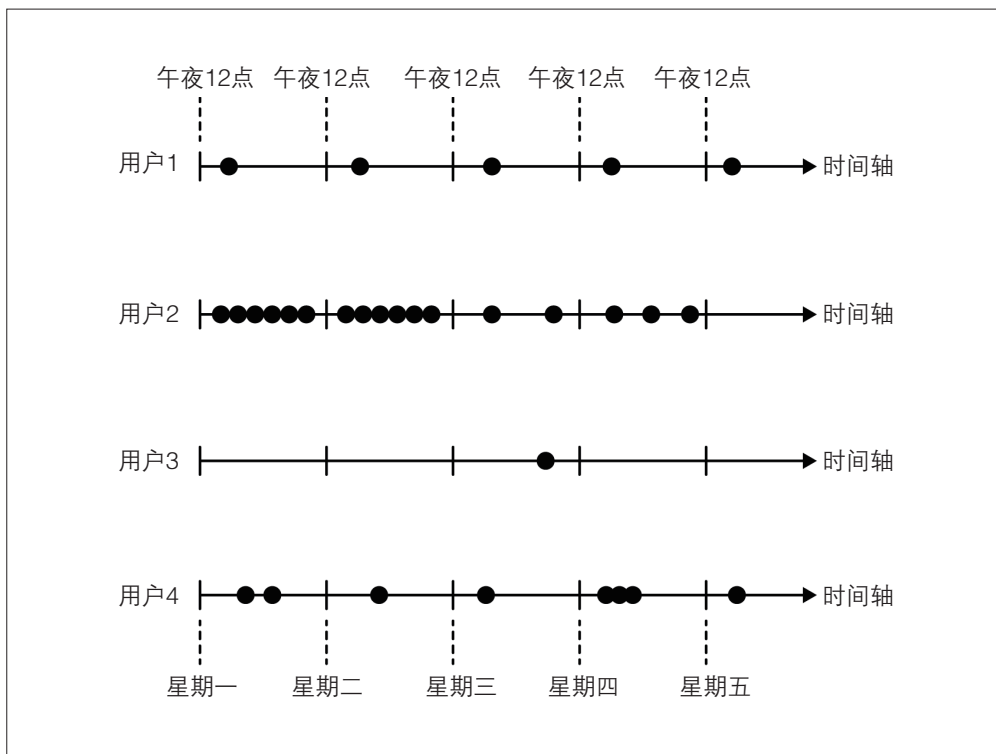 午夜12点 午夜12点 午夜12点 午夜12点 午夜12点
用户1 时间轴
用户2 时间轴
用户3 时间轴
用户4 时间轴
星期一 星期二 星期三 星期四 星期五